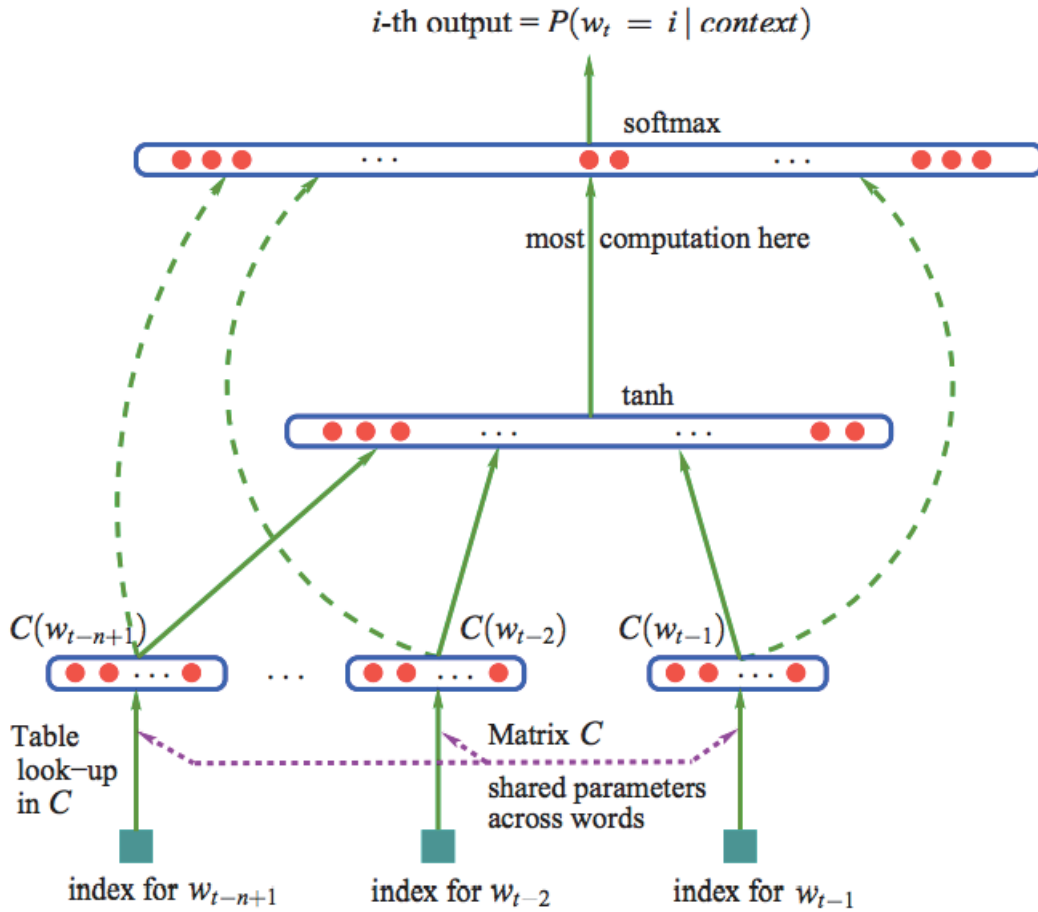 i-th output = P(w_t = i | context)
softmax
. . .
. . .
most computation here
tanh
. . .
. . .
C(w_{t−n+1})
C(w_{t−2})
C(w_{t−1})
. . .
. . .
. . .
. . .
Table
look−up
in C
Matrix C
shared parameters
across words
index for w_{t−n+1}
index for w_{t−2}
index for w_{t−1}